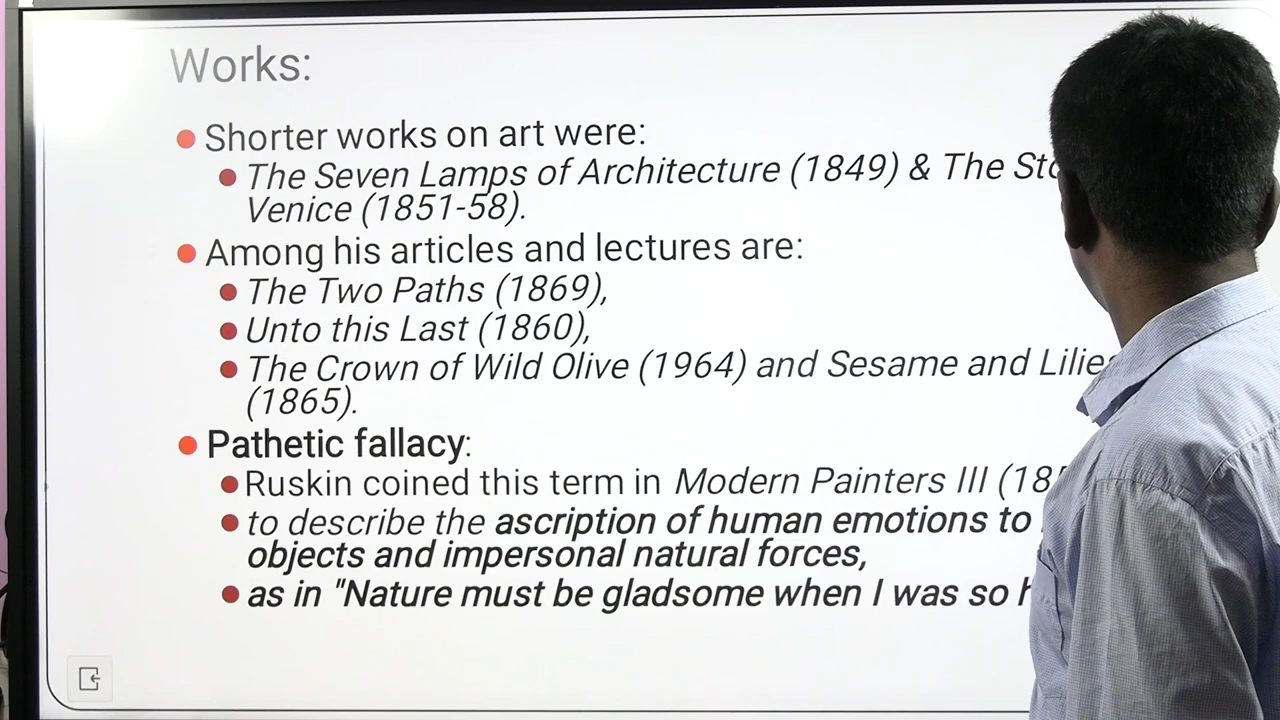 Works:
Shorter works on art were:
The Seven Lamps of Architecture (1849) & The
Venice (1851-58).
Among his articles and lectures are:
The Two Paths (1869),
Unto this Last (1860),
The Crown of Wild Olive (1964) and Sesame and
(1865).
Pathetic fallacy:
Ruskin coined this term in Modern Painters III
to describe the ascription of human emotions to
objects and impersonal natural forces,
as in "Nature must be gladsome when I was so